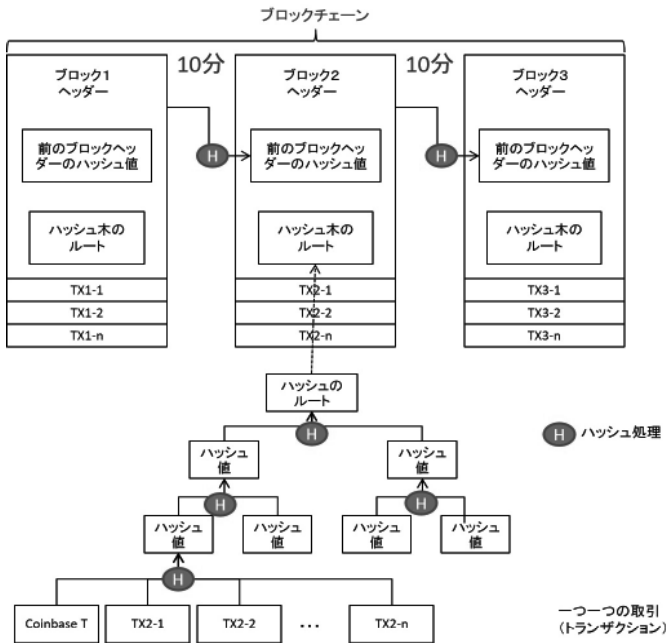 ブロックチェーン
ブロック1
ヘッダー
10分
ブロック2
ヘッダー
10分
ブロック3
ヘッダー
前のブロックヘッ
ダーのハッシュ値
H
前のブロックヘッ
ダーのハッシュ値
H
前のブロックヘッ
ダーのハッシュ値
ハッシュ木の
ルート
ハッシュ木の
ルート
ハッシュ木の
ルート
TX1-1
TX2-1
TX3-1
TX1-2
TX2-2
TX3-2
TX1-n
TX2-n
TX3-n
ハッシュの
ルート
H
H ハッシュ処理
ハッシュ
値
ハッシュ
値
H
H
ハッシュ
値
ハッシュ
値
ハッシュ
値
ハッシュ
値
H
Coinbase T
TX2-1
TX2-2
...
TX2-n
一つ一つの取引
(トランザクション)